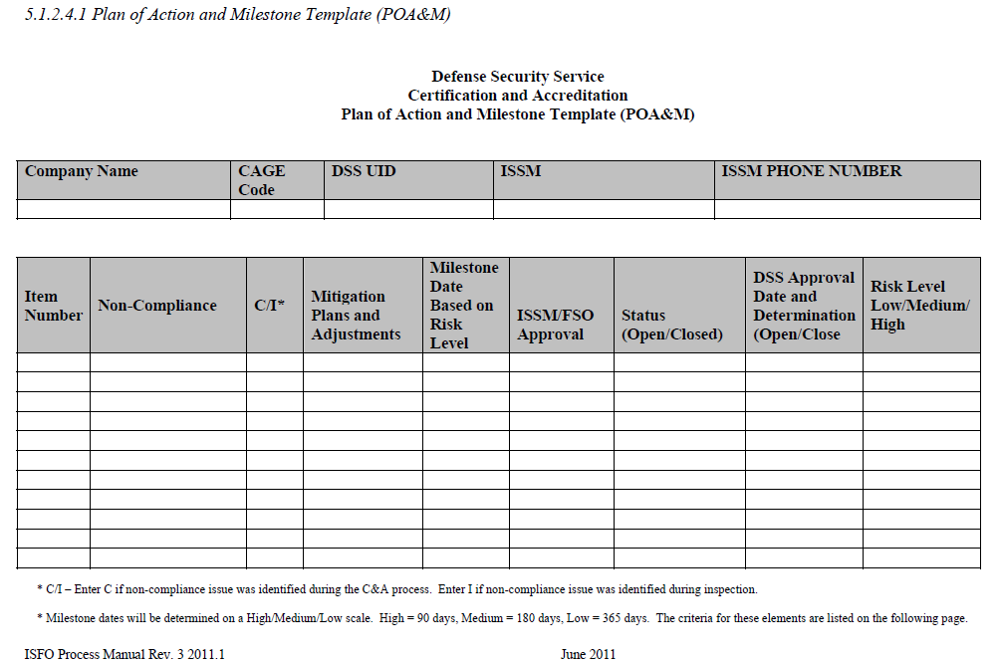 5.1.2.4.1 Plan of Action and Milestone Template (POA&M)
Defense Security Service
Certification and Accreditation
Plan of Action and Milestone Template (POA&M)
Company Name
CAGE
Code
DSS UID
ISSM
ISSM PHONE NUMBER
Item
Number
Non-Compliance
C/I*
Mitigation
Plans and
Adjustments
Milestone
Date
Based on
Risk
Level
ISSM/FSO
Approval
Status
(Open/Closed)
DSS Approval
Date and
Determination
(Open/Close
Risk Level
Low/Medium/
High
* C/I – Enter C if non-compliance issue was identified during the C&A process.  Enter I if non-compliance issue was identified during inspection.
* Milestone dates will be determined on a High/Medium/Low scale.  High = 90 days, Medium = 180 days, Low = 365 days.  The criteria for these elements are listed on the following page.
ISFO Process Manual Rev. 3 2011.1
June 2011